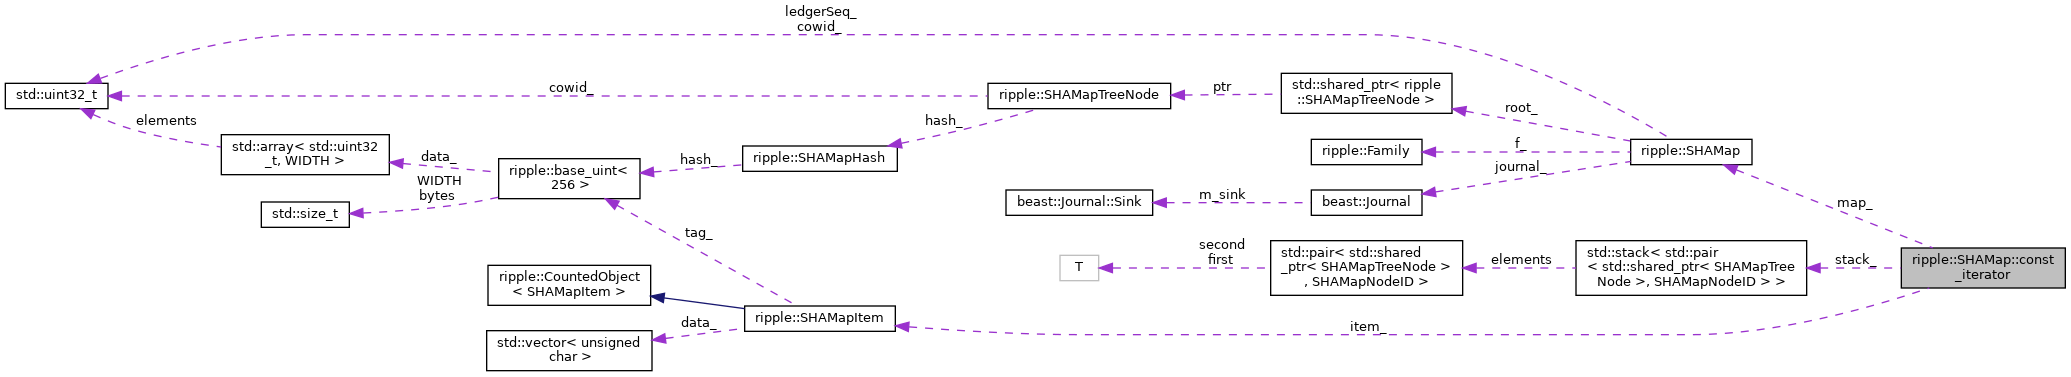 ledgerSeq_
cowid_
std::uint32_t
cowid_
ripple::SHAMapTreeNode
ptr
std::shared_ptr< ripple
::SHAMapTreeNode >
root_
elements
hash_
std::array< std::uint32
_t, WIDTH >
data_
ripple::base_uint<
256 >
hash_
ripple::SHAMapHash
ripple::Family
f_
ripple::SHAMap
journal_
WIDTH
bytes
std::size_t
beast::Journal::Sink
m_sink
beast::Journal
map_
tag_
T
second
first
std::pair< std::shared
_ptr< SHAMapTreeNode >
, SHAMapNodeID >
elements
std::stack< std::pair
< std::shared_ptr< SHAMapTree
Node >, SHAMapNodeID > >
stack_
ripple::SHAMap::const
_iterator
ripple::CountedObject
< SHAMapItem >
ripple::SHAMapItem
data_
std::vector< unsigned
char >
item_